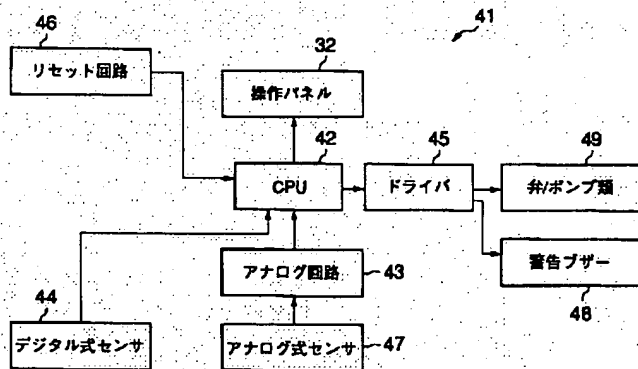 46
リセット回路
41
32
操作パネル
42
CPU
45
ドライバ
49
弁/ポンプ類
アナログ回路
43
警告ブザー
48
44
デジタル式センサ
アナログ式センサ
47